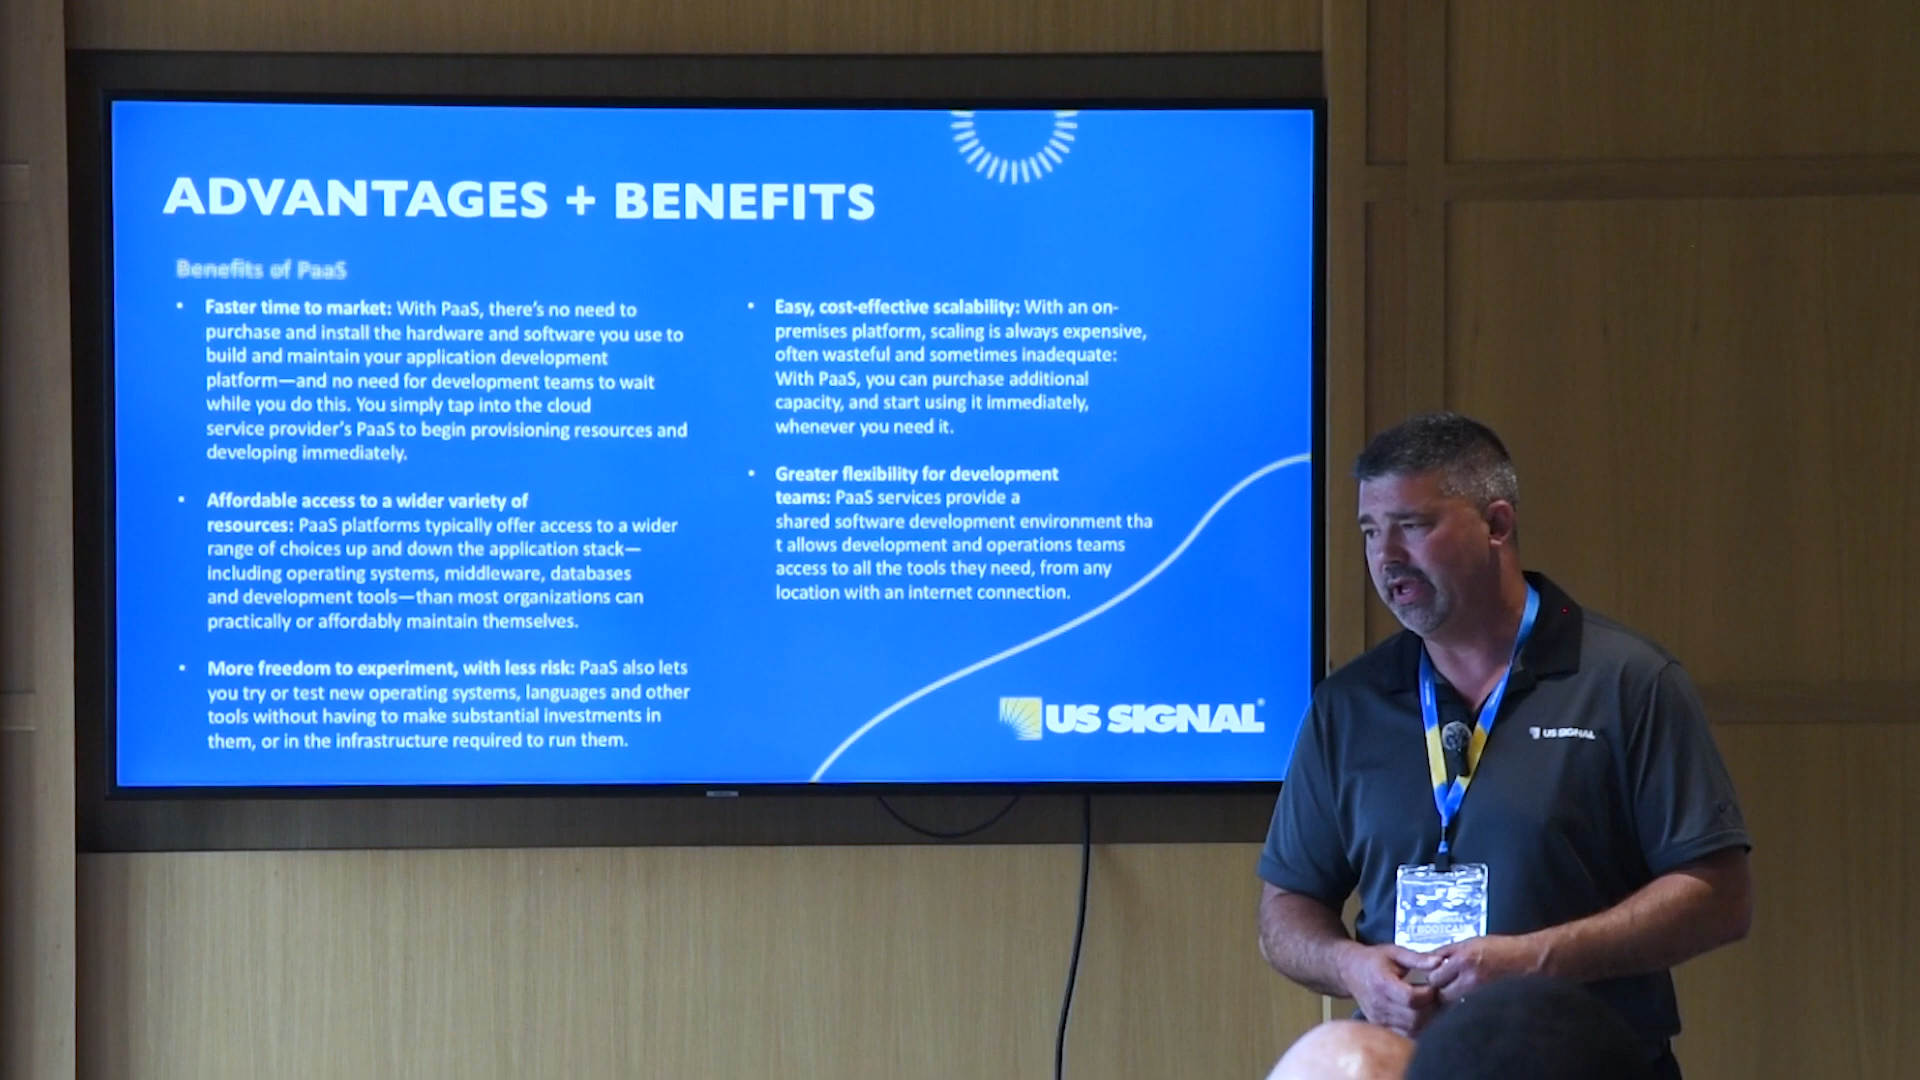 ADVANTAGES + BENEFITS
Benefits of PaaS
• Faster time to market: With PaaS, there's no need to
purchase and install the hardware and software you use to
build and maintain your application development
platform—and no need for development teams to wait
while you do this. You simply tap into the cloud
service provider's PaaS to begin provisioning resources and
developing immediately.
• Affordable access to a wider variety of
resources: PaaS platforms typically offer access to a wider
range of choices up and down the application stack—
including operating systems, middleware, databases
and development tools—than most organizations can
practically or affordably maintain themselves.
• More freedom to experiment, with less risk: PaaS also lets
you try or test new operating systems, languages and other
tools without having to make substantial investments in
them, or in the infrastructure required to run them.
• Easy, cost-effective scalability: With an on-
premises platform, scaling is always expensive,
often wasteful and sometimes inadequate:
With PaaS, you can purchase additional
capacity, and start using it immediately,
whenever you need it.
• Greater flexibility for development
teams: PaaS services provide a
shared software development environment tha
t allows development and operations teams
access to all the tools they need, from any
location with an internet connection.
US SIGNAL®
US SIGNAL
IT BOOTCAMP